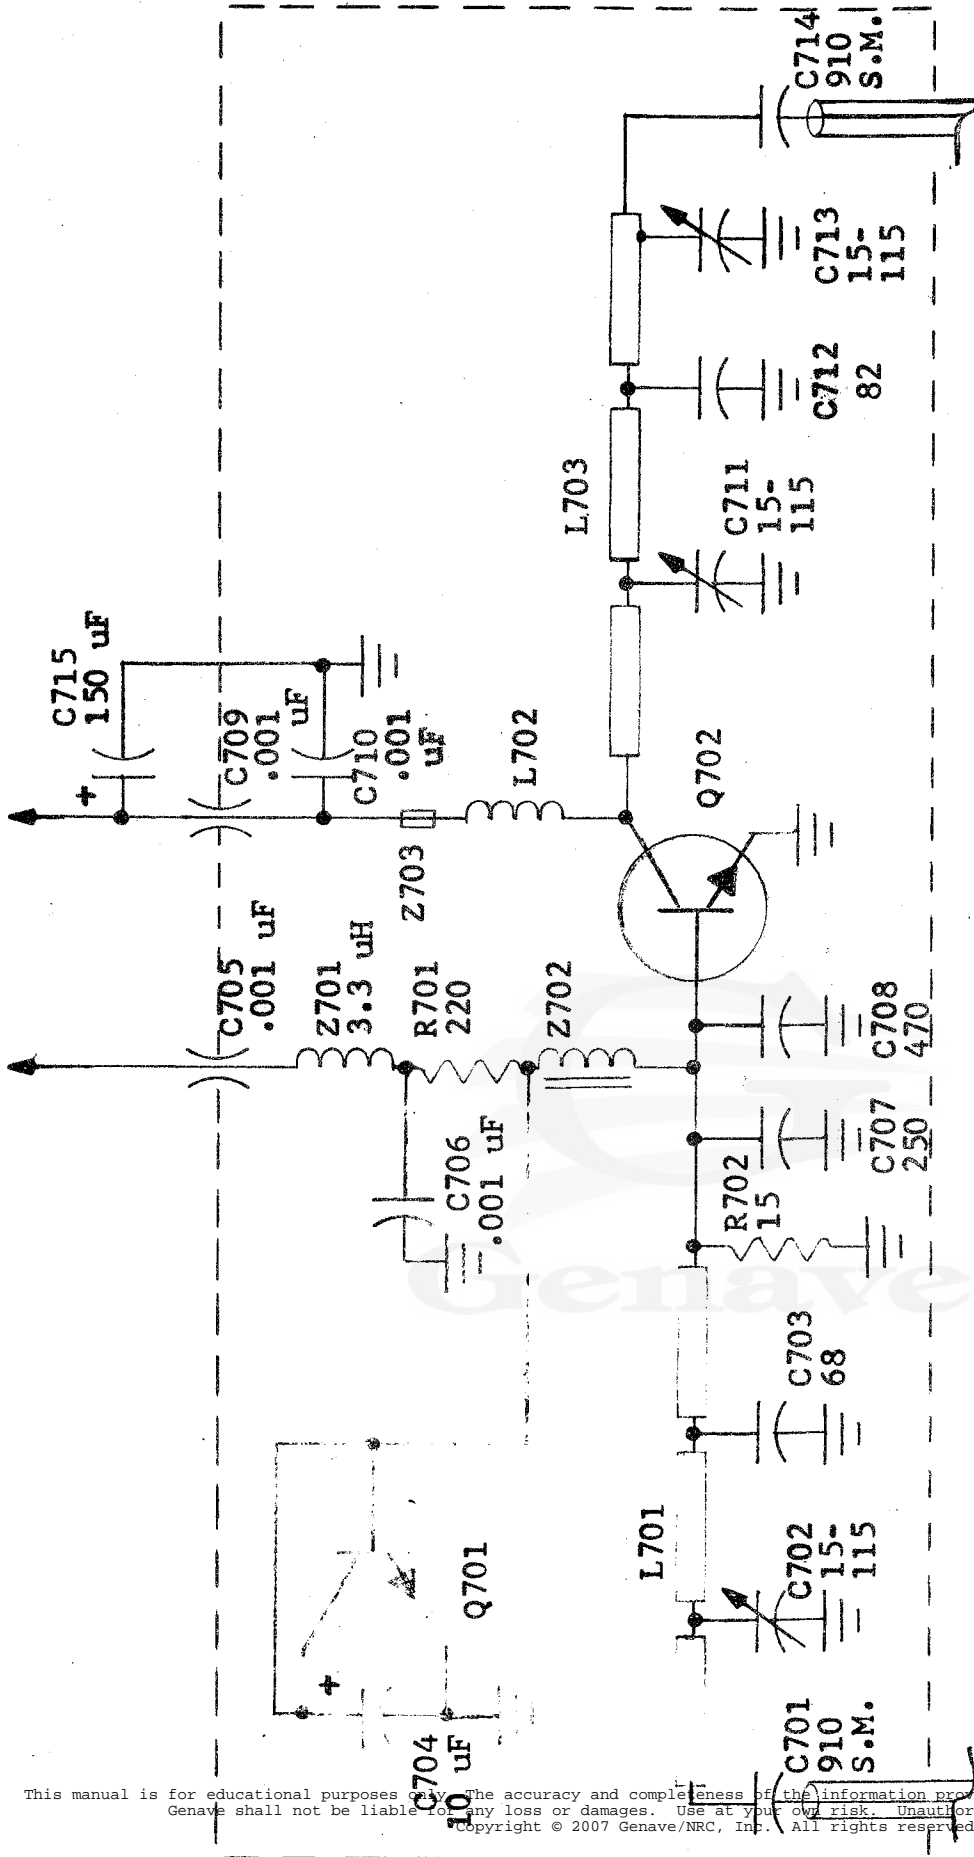 C714
910
S.M.
C713
15-
115
C712
82
L703
C711
15-
115
C715
150 uF
+
C709
.001
uF
C710
.001
uF
L702
Q702
Z703
C705
.001 uF
Z701
3.3 uH
R701
220
Z702
C708
470
C706
.001 uF
C707
250
R702
15
Genave
C703
68
L701
C702
15-
115
Q701
+
C704
10 uF
C701
910
S.M.
This manual is for educational purposes only. The accuracy and completeness of the information pro
Genave shall not be liable for any loss or damages. Use at your own risk. Unauthor
Copyright © 2007 Genave/NRC, Inc. All rights reserved